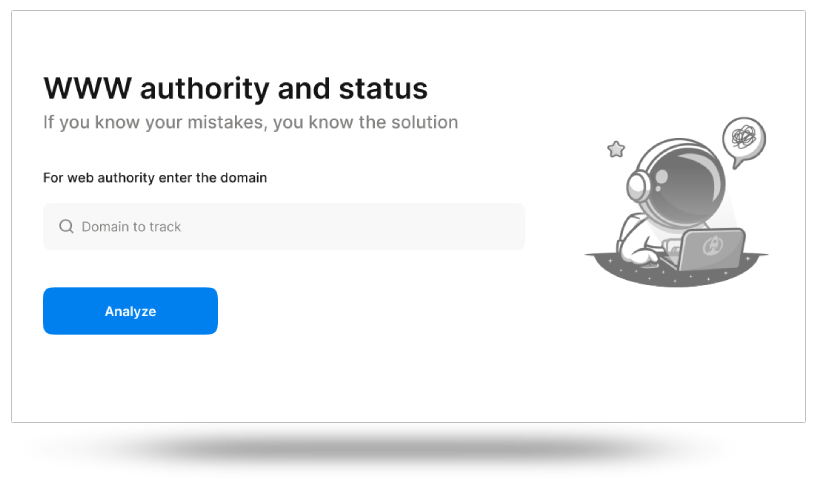 WWW authority and status
If you know your mistakes, you know the solution
For web authority enter the domain
Domain to track
Analyze